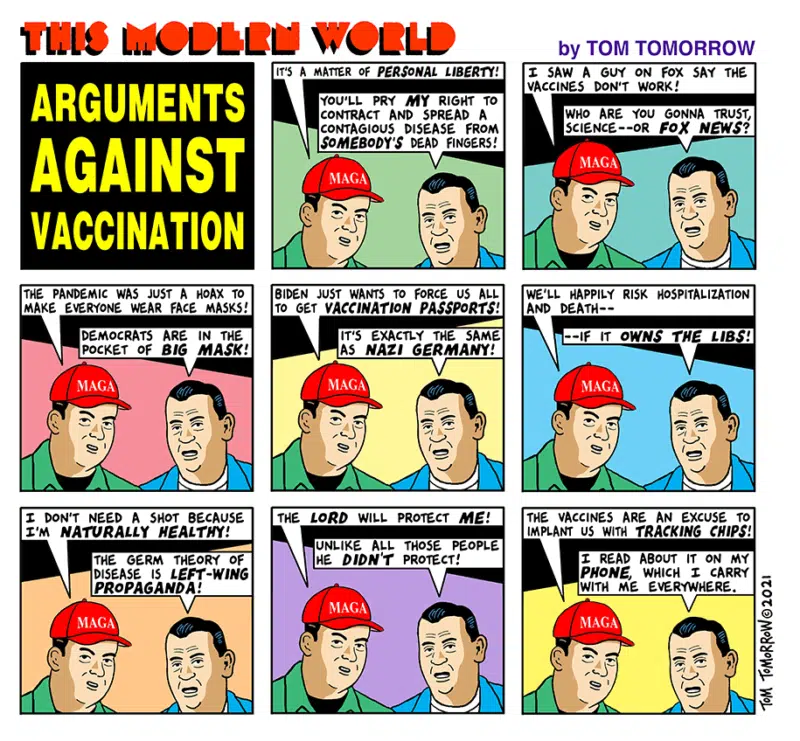 THIS MODERN WORLD
by TOM TOMORROW
ARGUMENTS
AGAINST
VACCINATION
IT'S A MATTER OF PERSONAL LIBERTY!
YOU'LL PRY MY RIGHT TO
CONTRACT AND SPREAD A
CONTAGIOUS DISEASE FROM
SOMEBODY'S DEAD FINGERS!
MAGA
I SAW A GUY ON FOX SAY THE
VACCINES DON'T WORK!
WHO ARE YOU GONNA TRUST,
SCIENCE--OR FOX NEWS?
MAGA
THE PANDEMIC WAS JUST A HOAX TO
MAKE EVERYONE WEAR FACE MASKS!
DEMOCRATS ARE IN THE
POCKET OF BIG MASK!
MAGA
BIDEN JUST WANTS TO FORCE US ALL
TO GET VACCINATION PASSPORTS!
IT'S EXACTLY THE SAME
AS NAZI GERMANY!
MAGA
WE'LL HAPPILY RISK HOSPITALIZATION
AND DEATH--
--IF IT OWNS THE LIBS!
MAGA
I DON'T NEED A SHOT BECAUSE
I'M NATURALLY HEALTHY!
THE GERM THEORY OF
DISEASE IS LEFT-WING
PROPAGANDA!
MAGA
THE LORD WILL PROTECT ME!
UNLIKE ALL THOSE PEOPLE
HE DIDN'T PROTECT!
MAGA
THE VACCINES ARE AN EXCUSE TO
IMPLANT US WITH TRACKING CHIPS!
I READ ABOUT IT ON MY
PHONE, WHICH I CARRY
WITH ME EVERYWHERE.
MAGA
TOM TOMORROW©2021